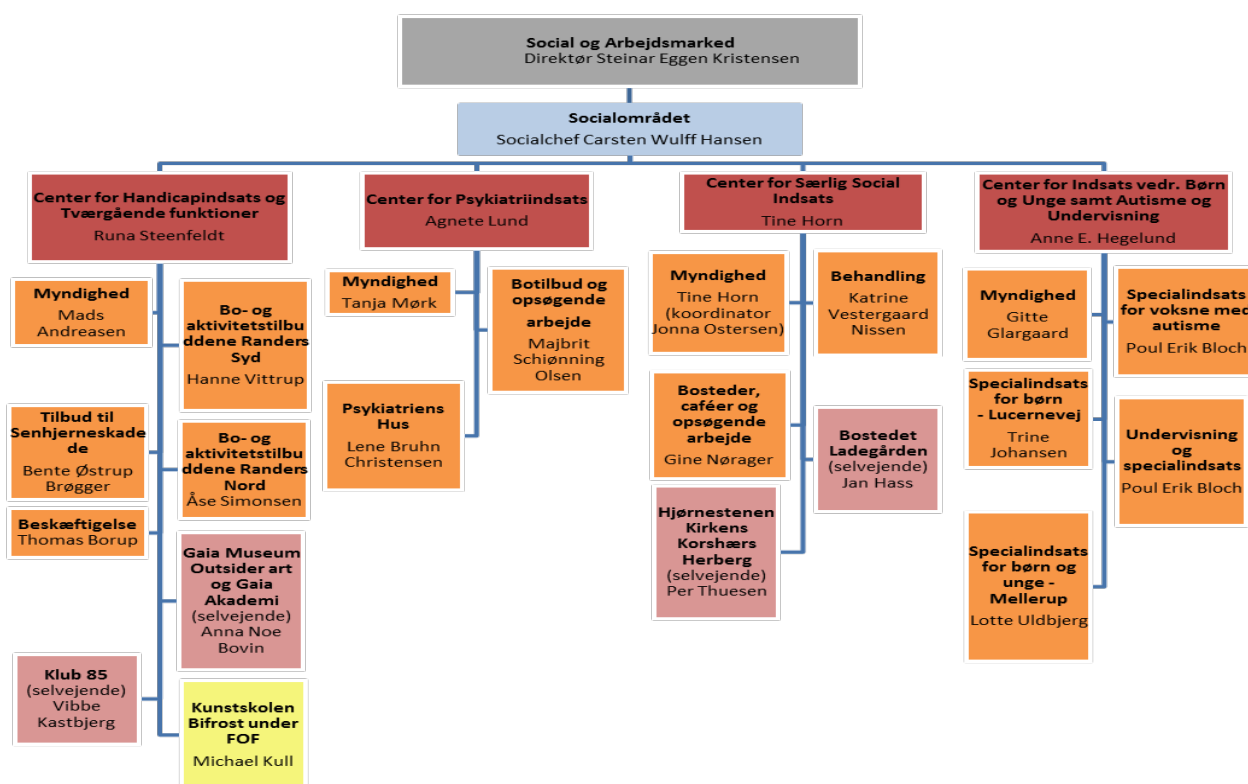 Social og Arbejdsmarked
Direktør Steinar Eggen Kristensen
Socialområdet
Socialchef Carsten Wulff Hansen
Center for Handicapindsats og
Tværgående funktioner
Runa Steenfeldt
Myndighed
Mads
Andreasen
Bo- og
aktivitetstilbu
ddene Randers
Syd
Hanne Vittrup
Tilbud til
Senhjerneskade
de
Bente Østrup
Brøgger
Bo- og
aktivitetstilbu
ddene Randers
Nord
Åse Simonsen
Beskæftigelse
Thomas Borup
Gaia Museum
Outsider art
og Gaia
Akademi
(selvejende)
Anna Noe
Bovin
Klub 85
(selvejende)
Vibbe
Kastbjerg
Kunstskolen
Bifrost under
FOF
Michael Kull
Center for Psykiatriindsats
Agnete Lund
Myndighed
Tanja Mørk
Botilbud og
opsøgende
arbejde
Majbrit
Schiønning
Olsen
Psykiatriens
Hus
Lene Bruhn
Christensen
Center for Særlig Social
Indsats
Tine Horn
Myndighed
Tine Horn
(koordinator
Jonna Ostersen)
Behandling
Katrine
Vestergaard
Nissen
Bosteder,
caféer og
opsøgende
arbejde
Gine Nørager
Bostedet
Ladegården
(selvejende)
Jan Hass
Hjørnestenen
Kirkens
Korshærs
Herberg
(selvejende)
Per Thuesen
Center for Indsats vedr. Børn
og Unge samt Autisme og
Undervisning
Anne E. Hegelund
Myndighed
Gitte
Glargaard
Specialindsats
for voksne med
autisme
Poul Erik Bloch
Specialindsats
for børn
- Lucernevej
Trine
Johansen
Undervisning
og
specialindsats
Poul Erik Bloch
Specialindsats
for børn og
unge -
Mellerup
Lotte Uldbjerg